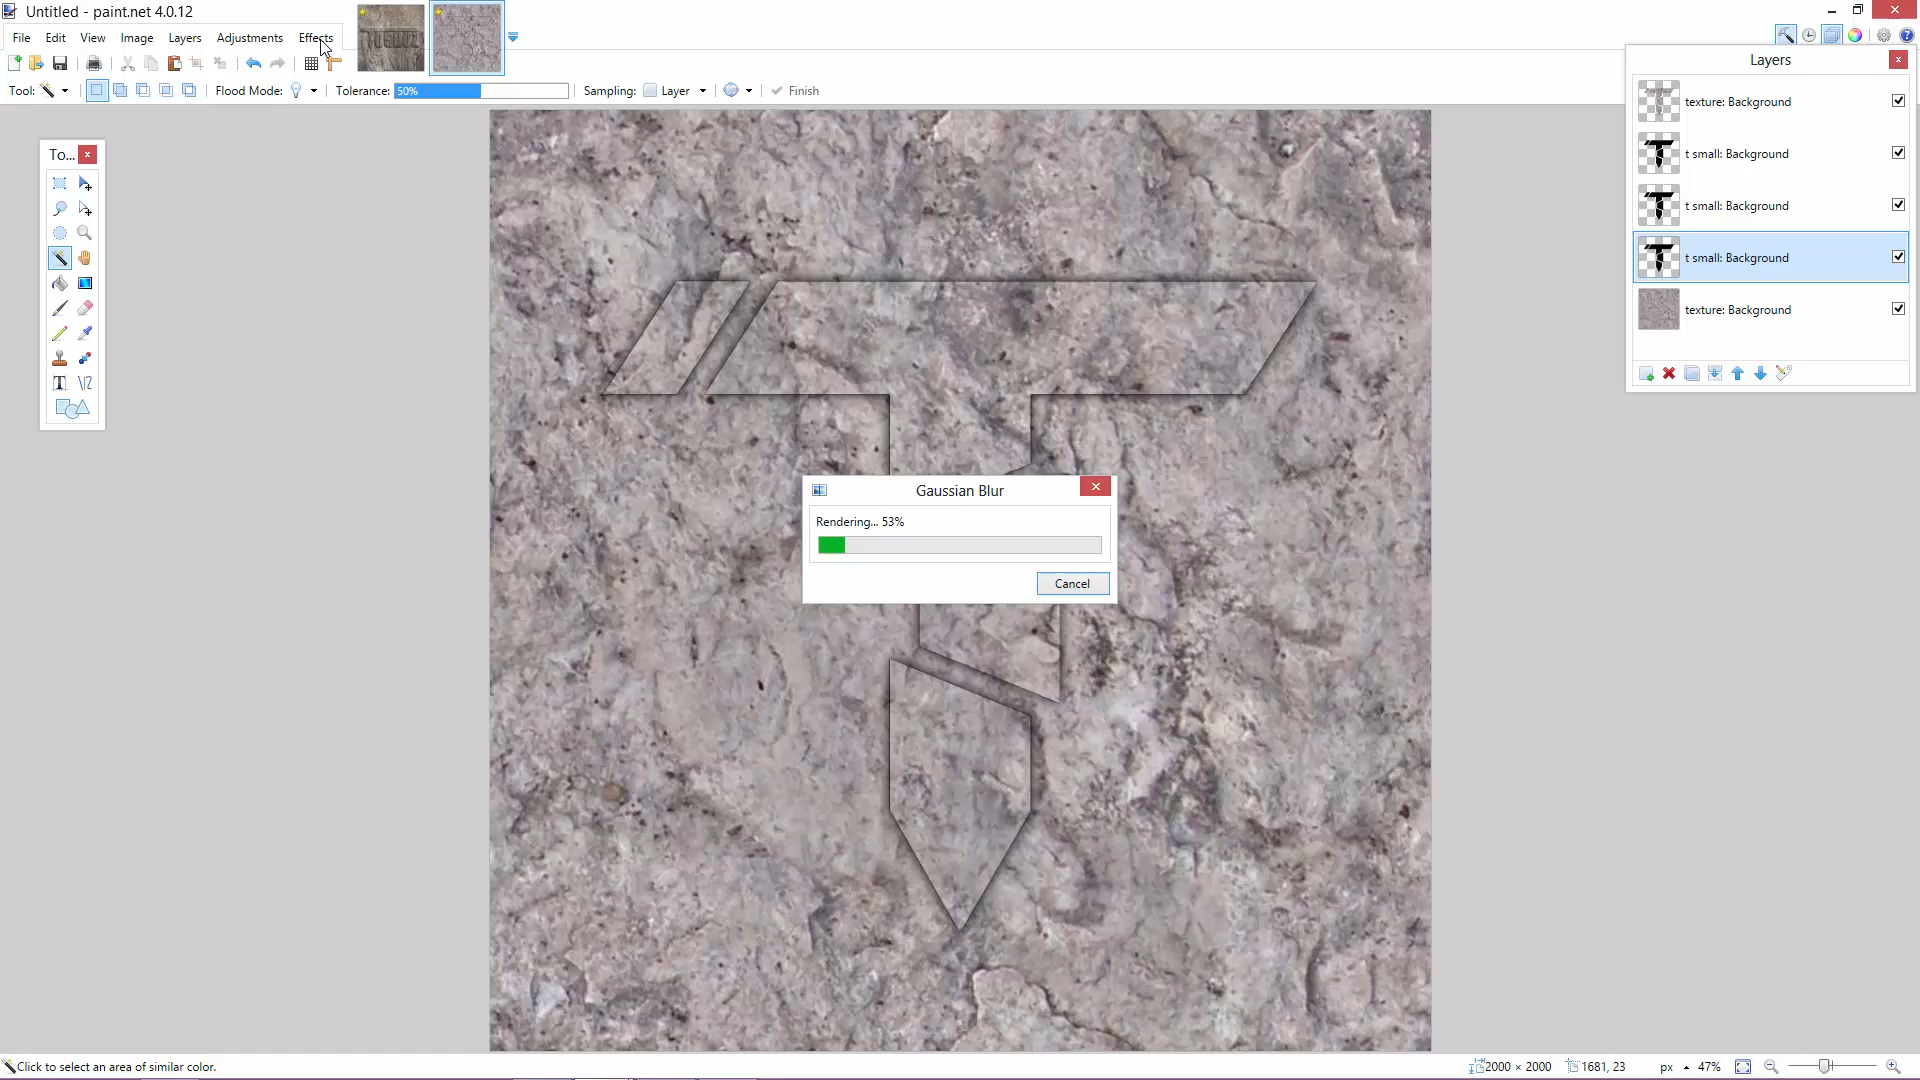 Untitled - paint.net 4.0.12
File Edit View Image Layers Adjustments Effects
Tool: Flood Mode: Tolerance: 50% Sampling: Layer Finish
To...
Layers
texture: Background
t small: Background
t small: Background
t small: Background
texture: Background
Gaussian Blur
Rendering... 53%
Cancel
Click to select an area of similar color.
2000 × 2000 1681, 23 px 47%